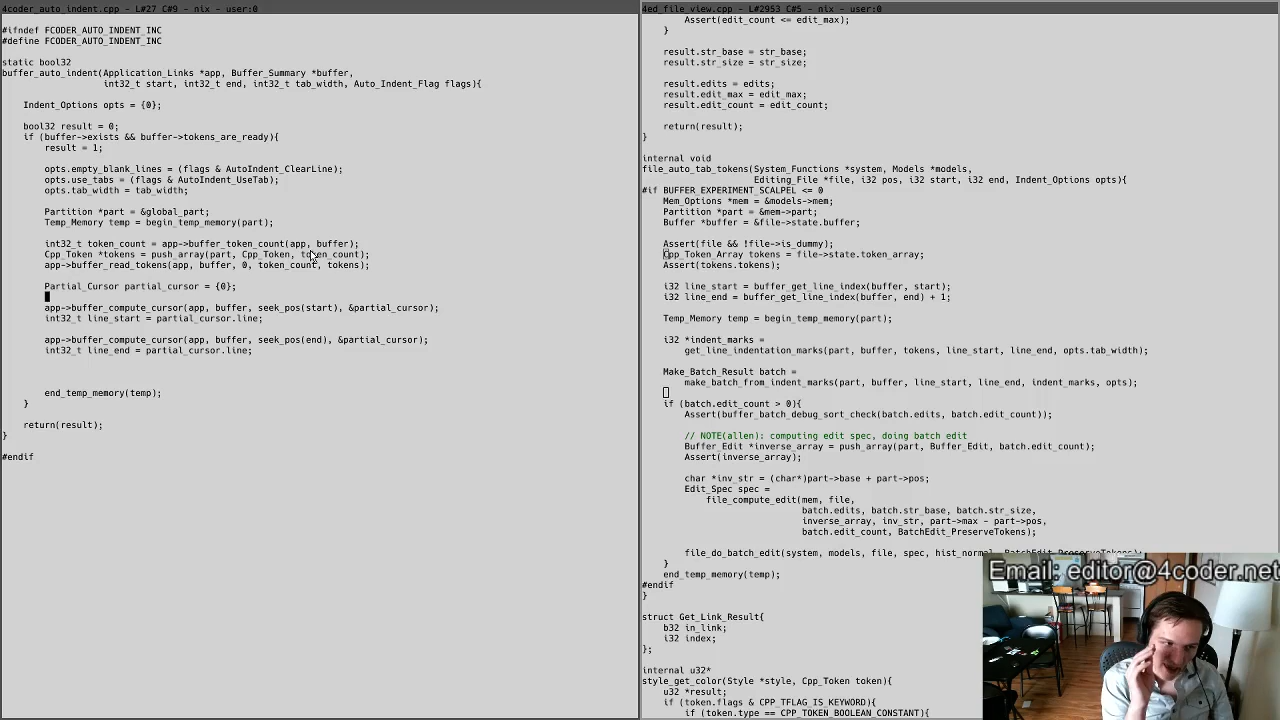 4coder_auto_indent.cpp - L#27 C#9 - nix - user:0
#ifndef FCODER_AUTO_INDENT_INC
#define FCODER_AUTO_INDENT_INC
static bool32
buffer_auto_indent(Application_Links *app, Buffer_Summary *buffer,
int32_t start, int32_t end, int32_t tab_width, Auto_Indent_Flag flags){
Indent_Options opts = {0};
bool32 result = 0;
if (buffer->exists && buffer->tokens_are_ready){
result = 1;
opts.empty_blank_lines = (flags & AutoIndent_ClearLine);
opts.use_tabs = (flags & AutoIndent_UseTab);
opts.tab_width = tab_width;
Partition *part = &global_part;
Temp_Memory temp = begin_temp_memory(part);
int32_t token_count = app->buffer_token_count(app, buffer);
Cpp_Token *tokens = push_array(part, Cpp_Token, token_count);
app->buffer_read_tokens(app, buffer, 0, token_count, tokens);
Partial_Cursor partial_cursor = {0};
app->buffer_compute_cursor(app, buffer, seek_pos(start), &partial_cursor);
int32_t line_start = partial_cursor.line;
app->buffer_compute_cursor(app, buffer, seek_pos(end), &partial_cursor);
int32_t line_end = partial_cursor.line;
end_temp_memory(temp);
}
return(result);
}
#endif
4ed_file_view.cpp - L#2953 C#5 - nix - user:0
Assert(edit_count <= edit_max);
}
result.str_base = str_base;
result.str_size = str_size;
result.edits = edits;
result.edit_max = edit_max;
result.edit_count = edit_count;
return(result);
}
internal void
file_auto_tab_tokens(System_Functions *system, Models *models,
Editing_File *file, i32 pos, i32 start, i32 end, Indent_Options opts){
#if BUFFER_EXPERIMENT_SCALPEL <= 0
Mem_Options *mem = &models->mem;
Partition *part = &mem->part;
Buffer *buffer = &file->state.buffer;
Assert(file && !file->is_dummy);
Cpp_Token_Array tokens = file->state.token_array;
Assert(tokens.tokens);
i32 line_start = buffer_get_line_index(buffer, start);
i32 line_end = buffer_get_line_index(buffer, end) + 1;
Temp_Memory temp = begin_temp_memory(part);
i32 *indent_marks =
get_line_indentation_marks(part, buffer, tokens, line_start, line_end, opts.tab_width);
Make_Batch_Result batch =
make_batch_from_indent_marks(part, buffer, line_start, line_end, indent_marks, opts);
if (batch.edit_count > 0){
Assert(buffer_batch_debug_sort_check(batch.edits, batch.edit_count));
// NOTE(allen): computing edit spec, doing batch edit
Buffer_Edit *inverse_array = push_array(part, Buffer_Edit, batch.edit_count);
Assert(inverse_array);
char *inv_str = (char*)part->base + part->pos;
Edit_Spec spec =
file_compute_edit(mem, file,
batch.edits, batch.str_base, batch.str_size,
inverse_array, inv_str, part->max - part->pos,
batch.edit_count, BatchEdit_PreserveTokens);
file_do_batch_edit(system, models, file, spec, hist_normal, BatchEdit_PreserveTokens);
}
end_temp_memory(temp);
#endif
}
struct Get_Link_Result{
b32 in_link;
i32 index;
};
internal u32*
style_get_color(Style *style, Cpp_Token token){
u32 *result;
if (token.flags & CPP_TFLAG_IS_KEYWORD){
if (token.type == CPP_TOKEN_BOOLEAN_CONSTANT){
Email: editor@4coder.net